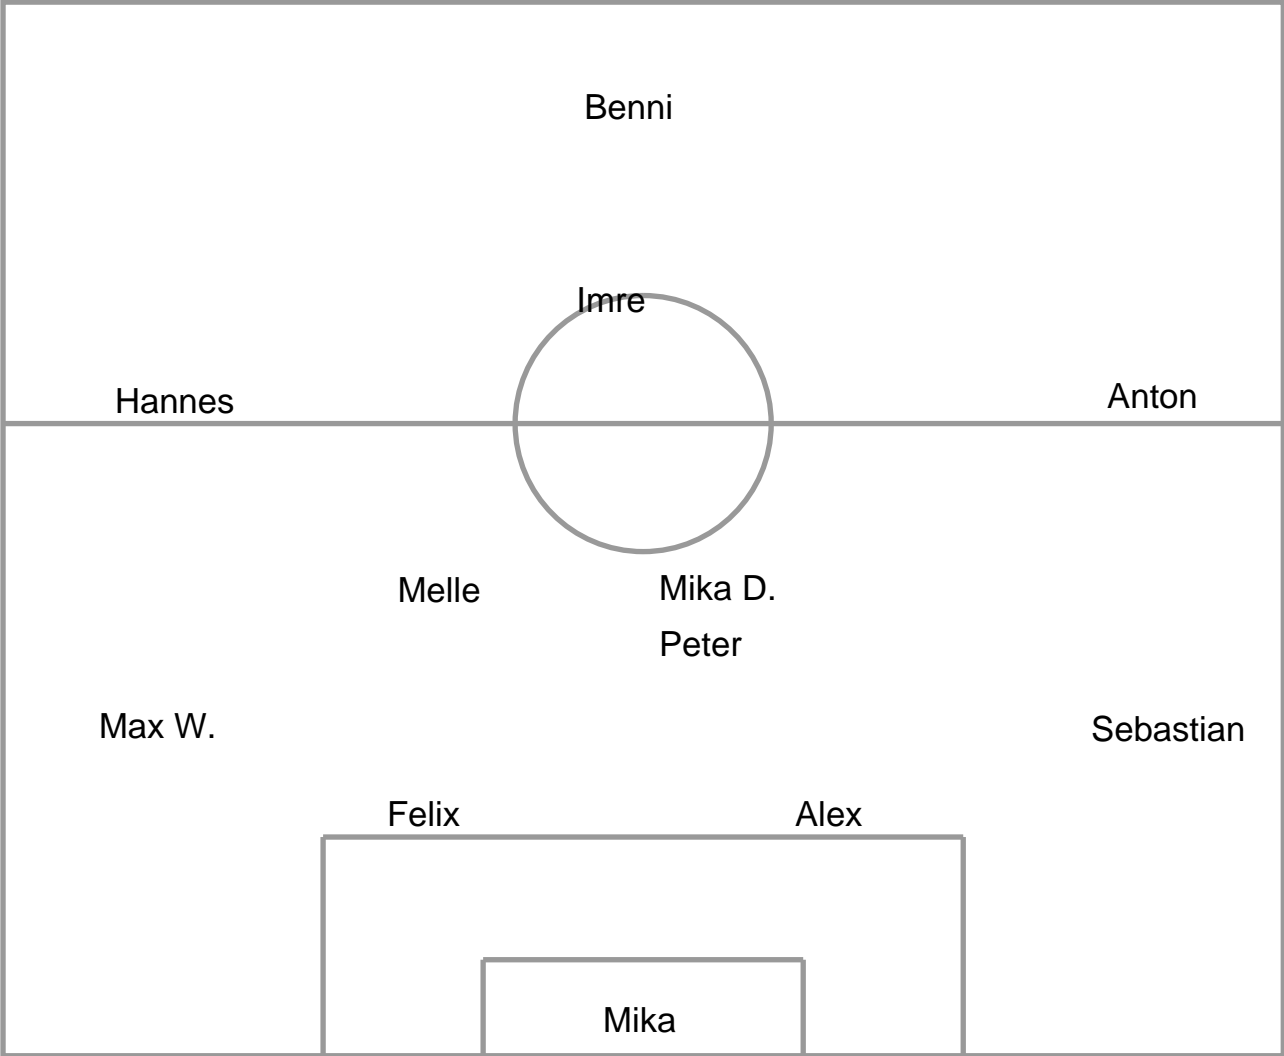 Benni
Imre
Hannes
Anton
Melle
Mika D.
Peter
Max W.
Sebastian
Felix
Alex
Mika